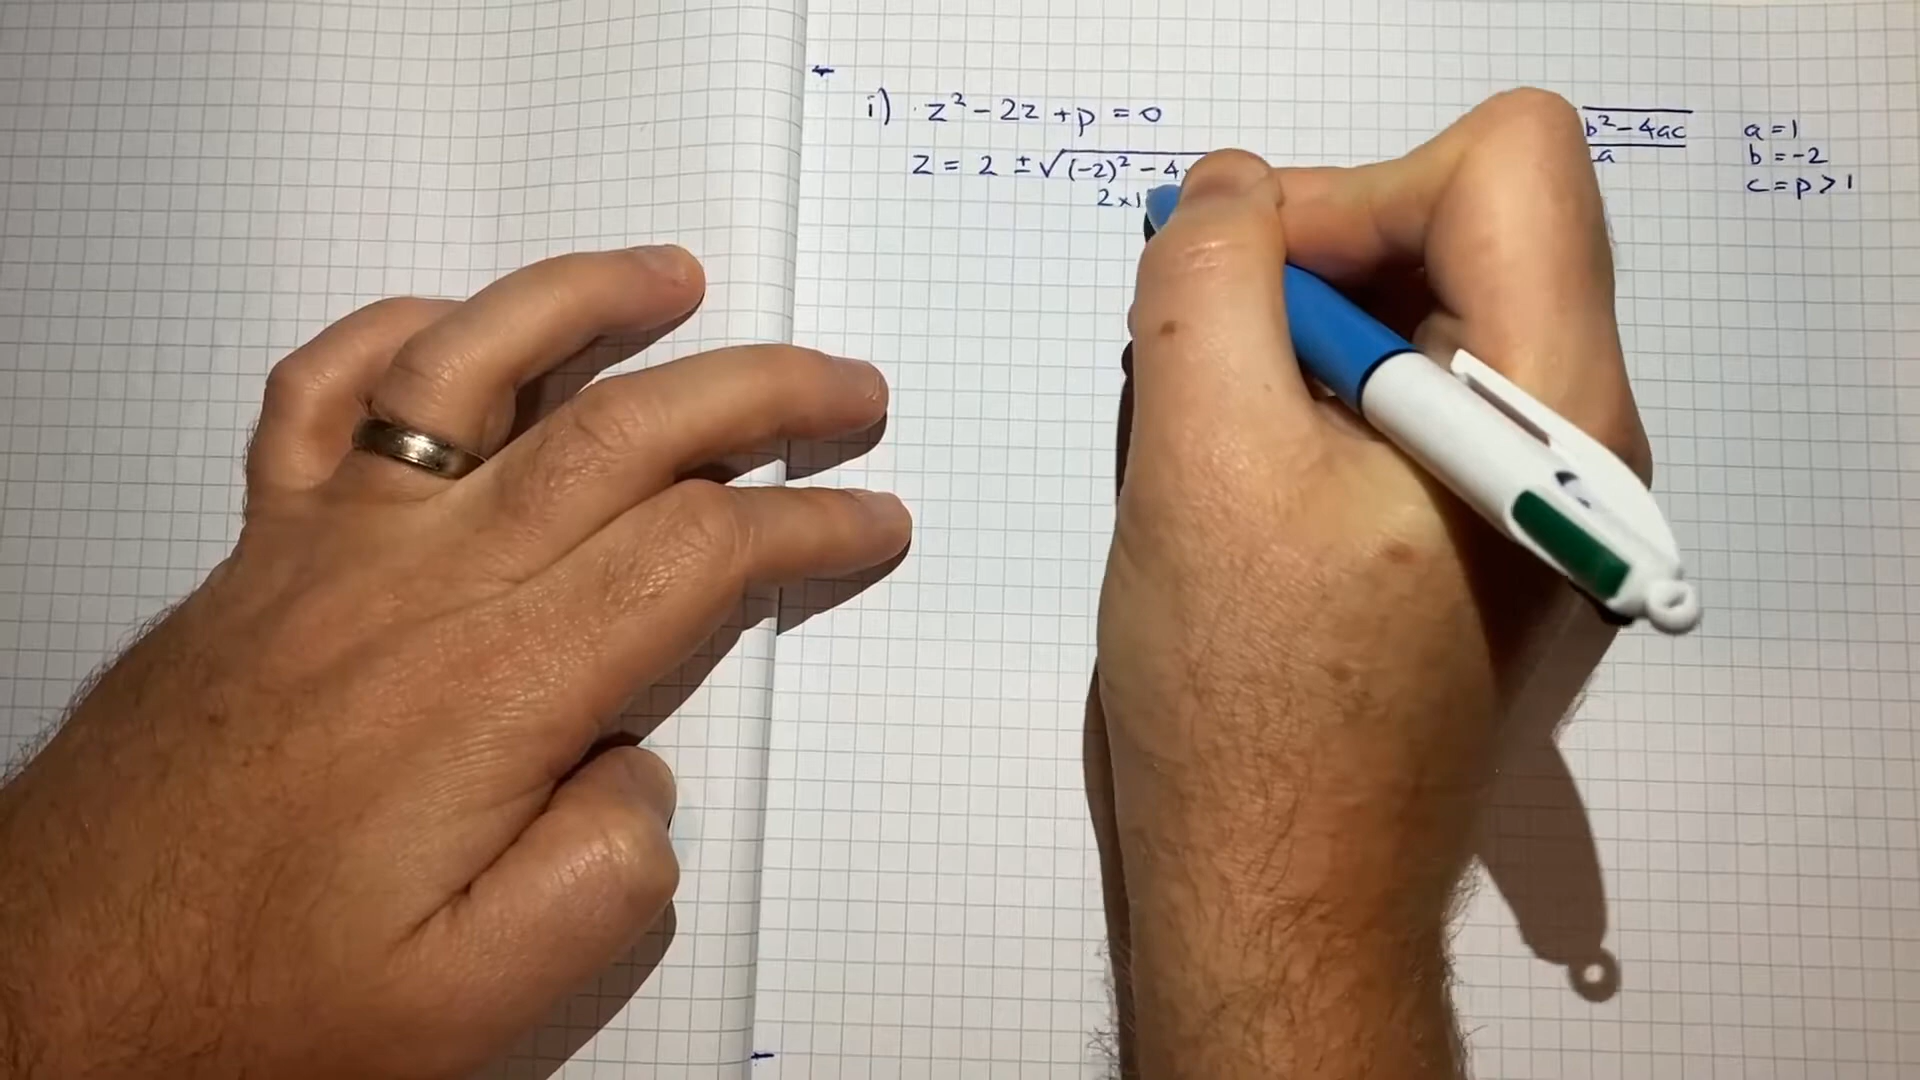 i) z² - 2z + p = 0
z = 2 ± √(-2)² - 4
2×1
b² - 4ac
a
a = 1
b = -2
c = p > 1